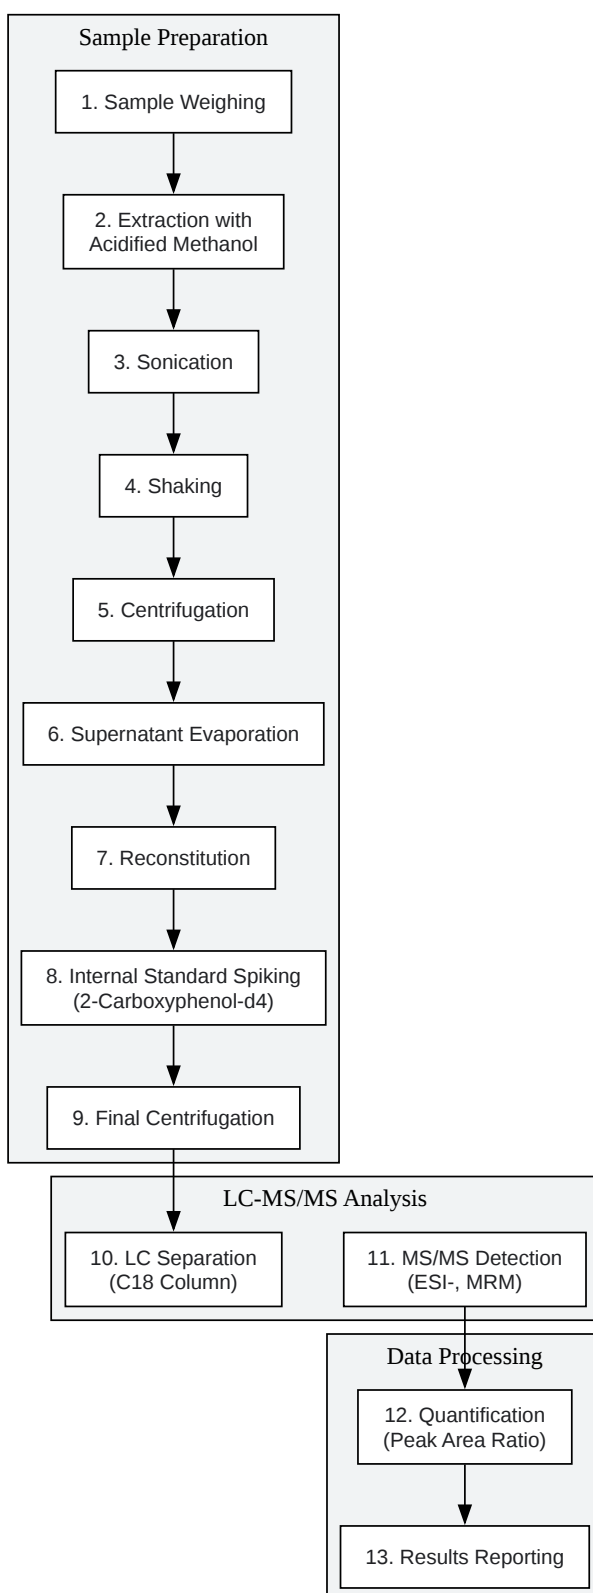 Sample Preparation
1. Sample Weighing
2. Extraction with
Acidified Methanol
3. Sonication
4. Shaking
5. Centrifugation
6. Supernatant Evaporation
7. Reconstitution
8. Internal Standard Spiking
(2-Carboxyphenol-d4)
9. Final Centrifugation
LC-MS/MS Analysis
10. LC Separation
(C18 Column)
11. MS/MS Detection
(ESI-, MRM)
Data Processing
12. Quantification
(Peak Area Ratio)
13. Results Reporting